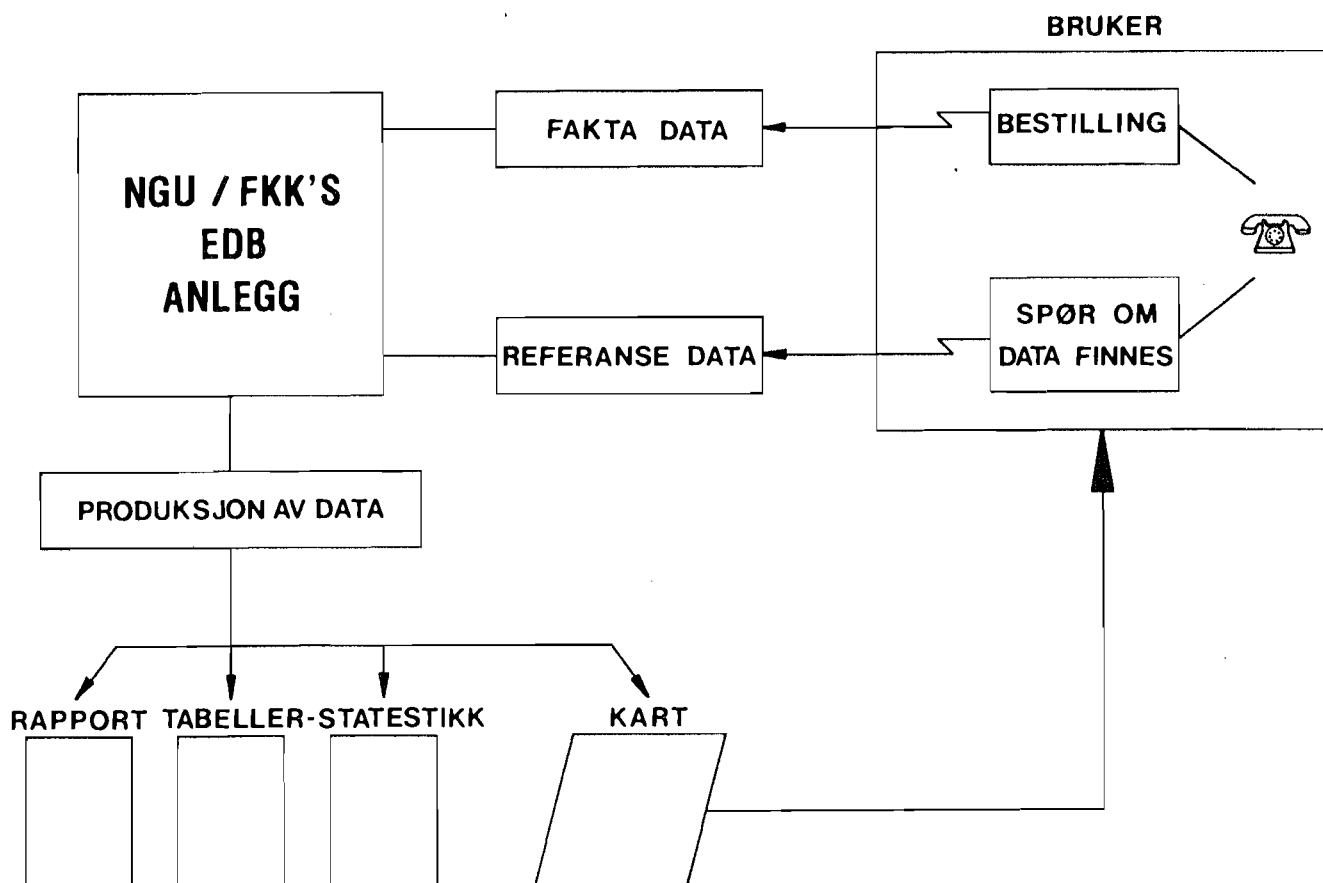 BRUKER
NGU / FKK'S
EDB
ANLEGG
FAKTA DATA
BESTILLING
REFERANSE DATA
SPØR OM
DATA FINNES
PRODUKSJON AV DATA
RAPPORT TABELLER-STATESTIKK KART